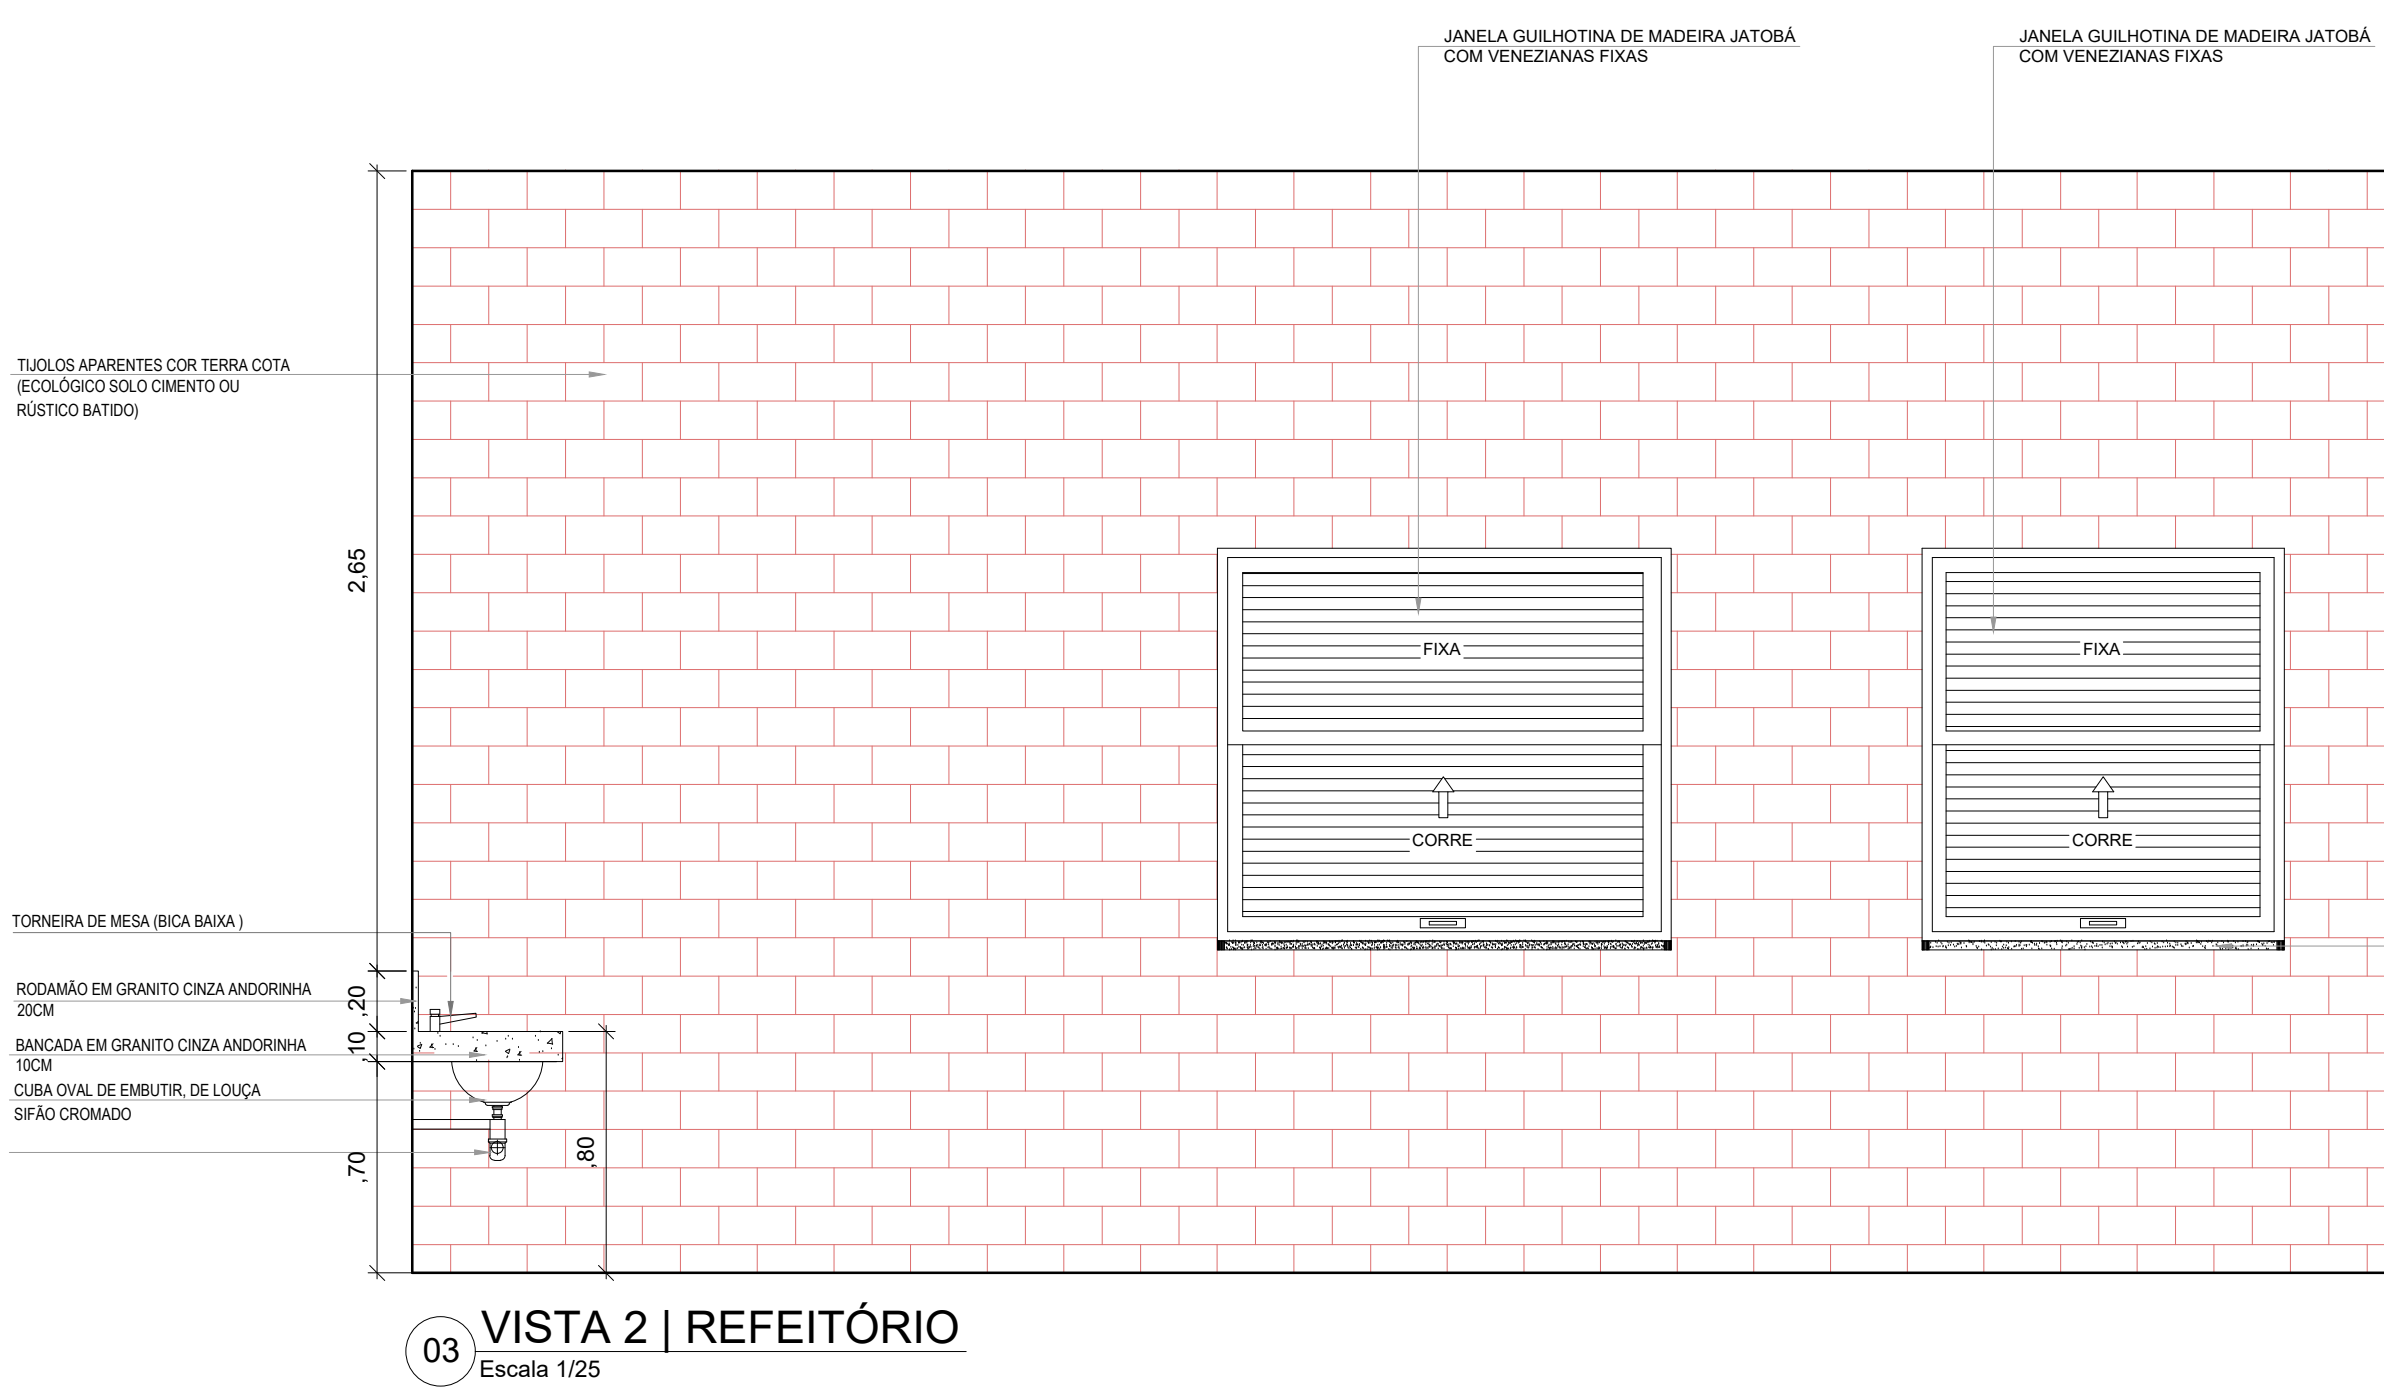 JANELA GUILHOTINA DE MADEIRA JATOBÁ
COM VENEZIANAS FIXAS
JANELA GUILHOTINA DE MADEIRA JATOBÁ
COM VENEZIANAS FIXAS
TIJOLOS APARENTES COR TERRA COTA
(ECOLÓGICO SOLO CIMENTO OU
RÚSTICO BATIDO)
2,65
FIXA
FIXA
CORRE
CORRE
TORNEIRA DE MESA (BICA BAIXA )
RODAMÃO EM GRANITO CINZA ANDORINHA
20CM
,20
BANCADA EM GRANITO CINZA ANDORINHA
10CM
,10
CUBA OVAL DE EMBUTIR, DE LOUÇA
SIFÃO CROMADO
,70
,80
03
VISTA 2 | REFEITÓRIO
Escala 1/25